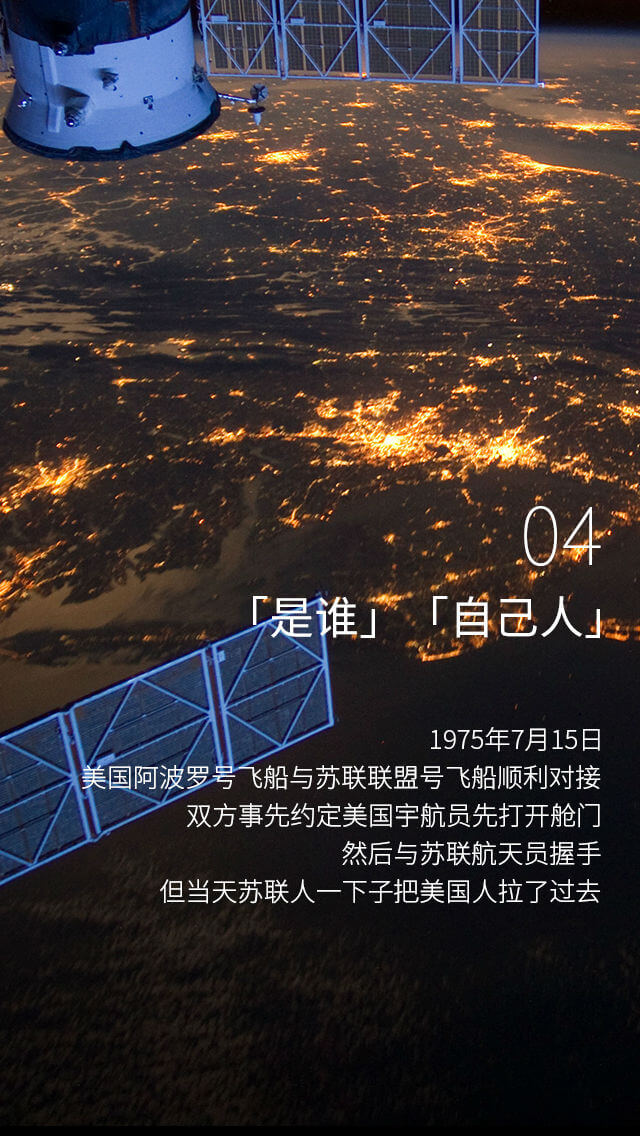 04
「是谁」「自己人」
1975年7月15日
美国阿波罗号飞船与苏联联盟号飞船顺利对接
双方事先约定美国宇航员先打开舱门
然后与苏联航天员握手
但当天苏联人一下子把美国人拉了过去